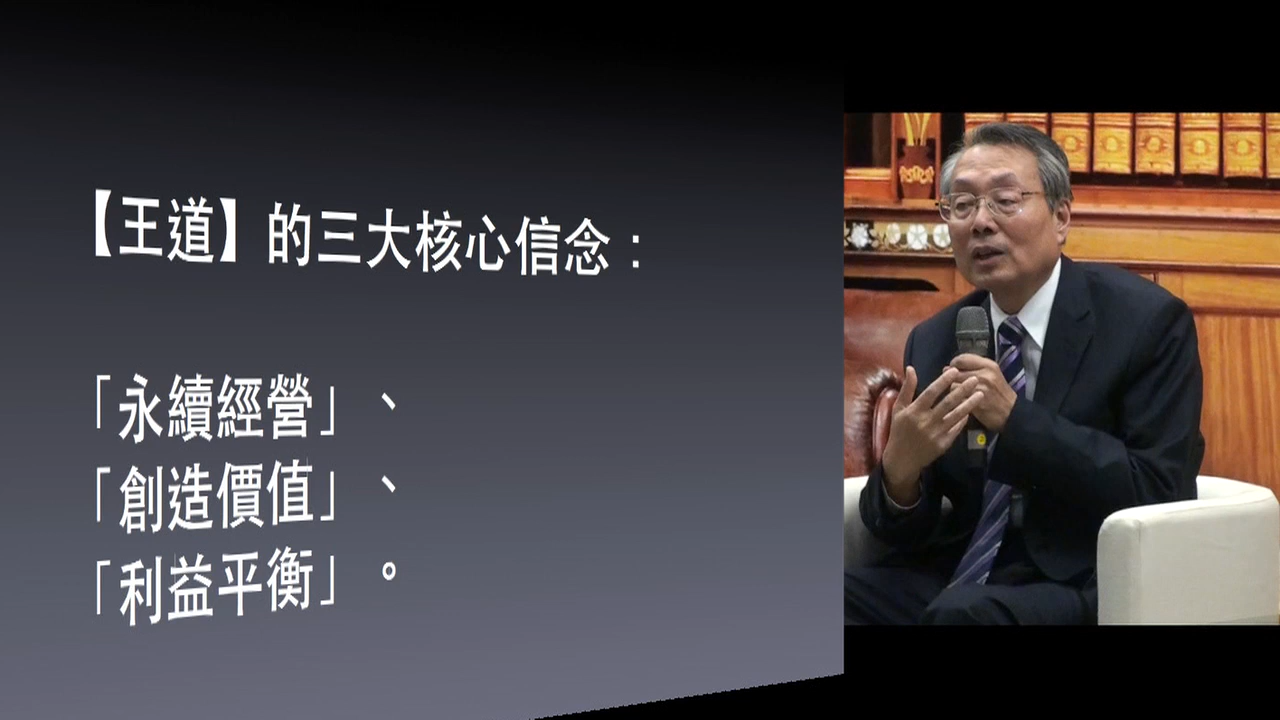 【王道】的三大核心信念：
「永續經營」、
「創造價值」、
「利益平衡」。